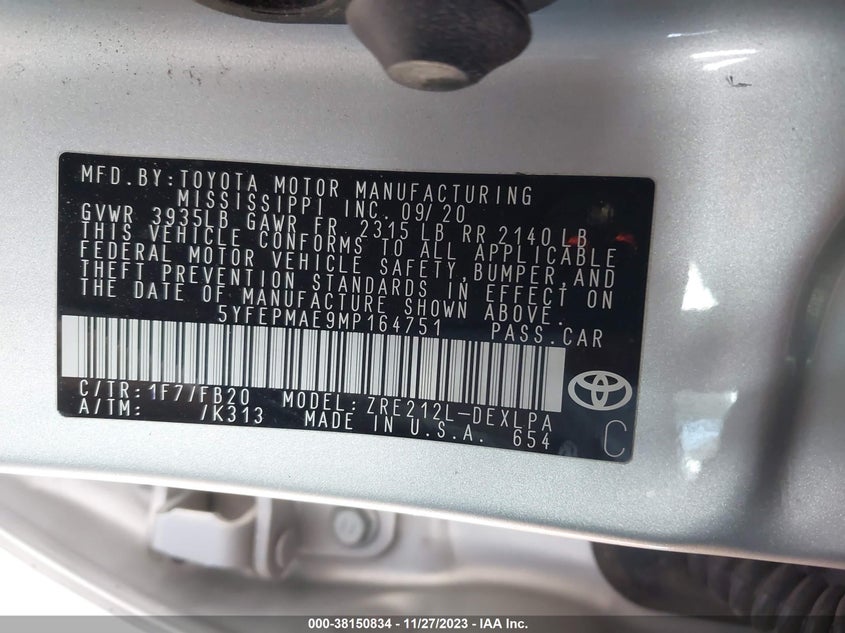 MFD.BY:TOYOTA MOTOR MANUFACTURING
MISSISSIPPI INC. 09/20
GVWR 3935LB GAWR FR 2315 LB RR 2140 LB
THIS VEHICLE CONFORMS TO ALL APPLICABLE
FEDERAL MOTOR VEHICLE SAFETY,BUMPER,AND
THEFT PREVENTION STANDARDS IN EFFECT ON
THE DATE OF MANUFACTURE SHOWN ABOVE.
5YFEPMAE9MP164751 PASS.CAR
C/TR:1F7/FB20 MODEL:ZRE212L-DEXLPA
A/TM: /K313 MADE IN U.S.A. 654
C
000-38150834 — 11/27/2023 — IAA Inc.